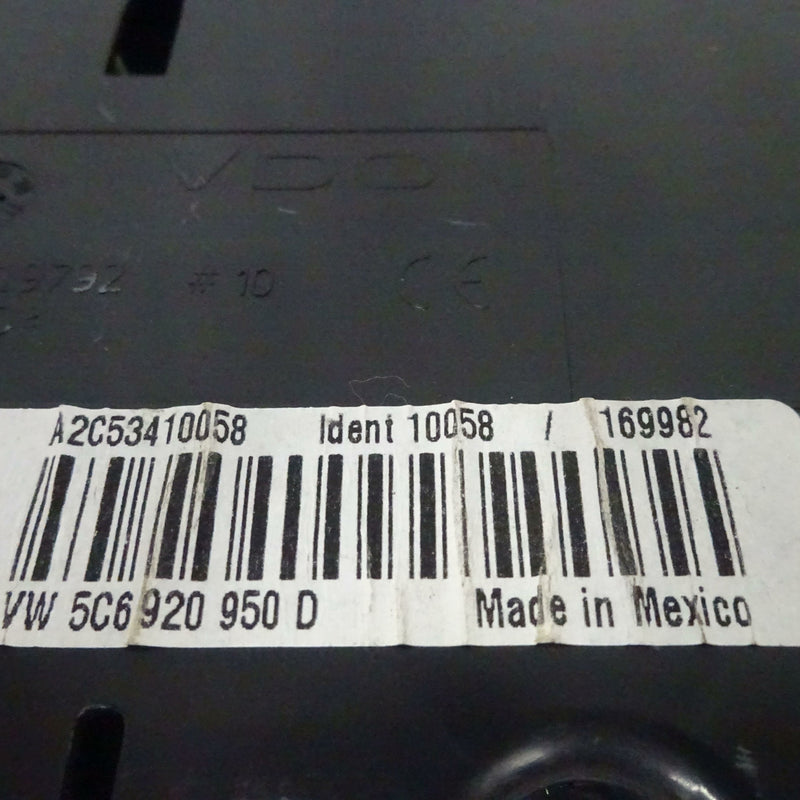 VDO
# 10 CE
A2C53410058 Ident 10058 / 169982
VW 5C6 920 950 D Made in Mexico